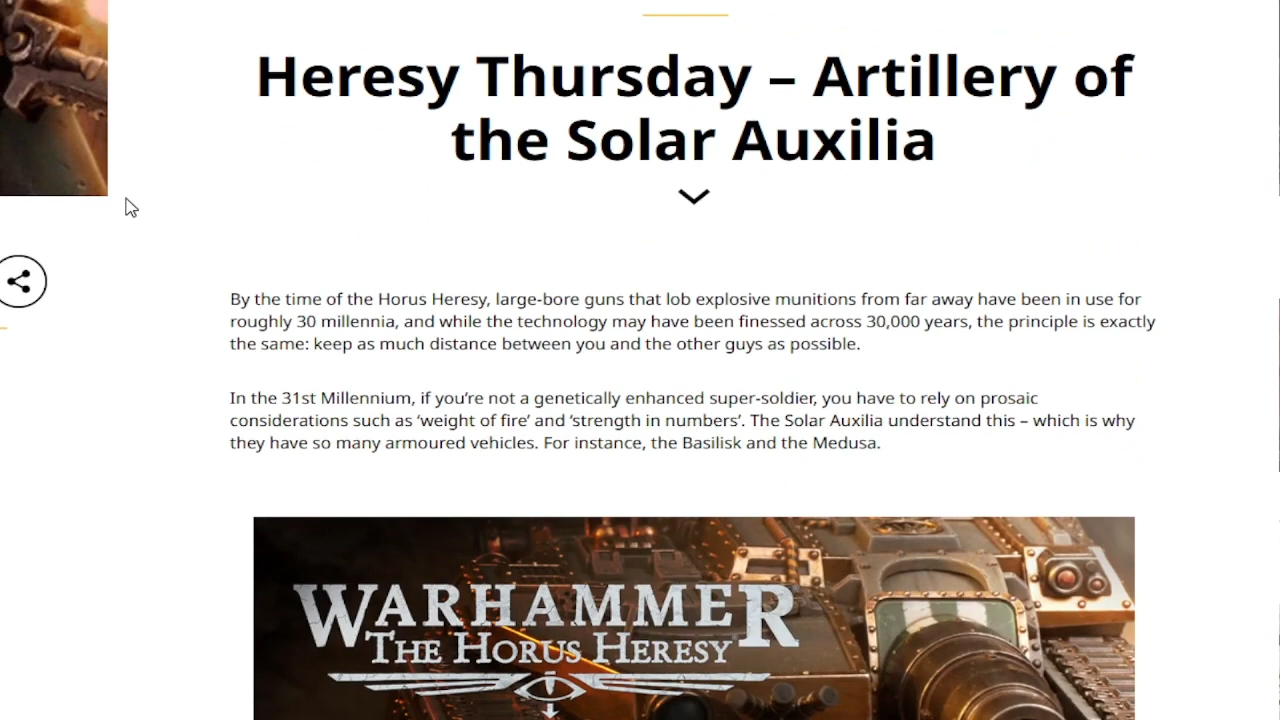 Heresy Thursday – Artillery of
the Solar Auxilia
By the time of the Horus Heresy, large-bore guns that lob explosive munitions from far away have been in use for
roughly 30 millennia, and while the technology may have been finessed across 30,000 years, the principle is exactly
the same: keep as much distance between you and the other guys as possible.
In the 31st Millennium, if you’re not a genetically enhanced super-soldier, you have to rely on prosaic
considerations such as ‘weight of fire’ and ‘strength in numbers’. The Solar Auxilia understand this – which is why
they have so many armoured vehicles. For instance, the Basilisk and the Medusa.
WARHAMMER
THE HORUS HERESY